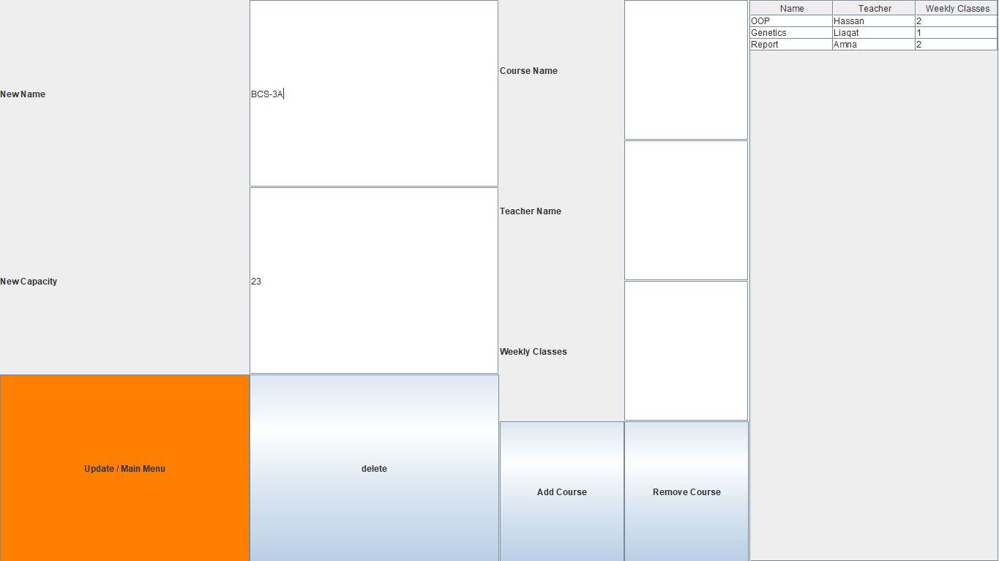 New Name
BCS-3A
New Capacity
23
Update / Main Menu
delete
Course Name
Teacher Name
Weekly Classes
Add Course
Remove Course
Name Teacher Weekly Classes
OOP Hassan 2
Genetics Liaqat 1
Report Amna 2